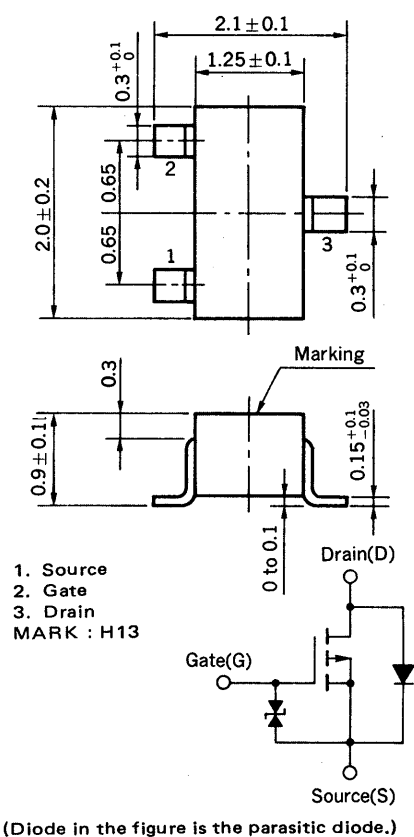 2.1±0.1
1.25±0.1
0.3 +0.1 0
2
0.65
2.0±0.2
0.65
1
3
0.3 +0.1 0
Marking
0.3
0.9±0.1
0.15 +0.1 -0.03
0 to 0.1
1. Source
2. Gate
3. Drain
MARK : H13
Drain(D)
Gate(G)
Source(S)
(Diode in the figure is the parasitic diode.)